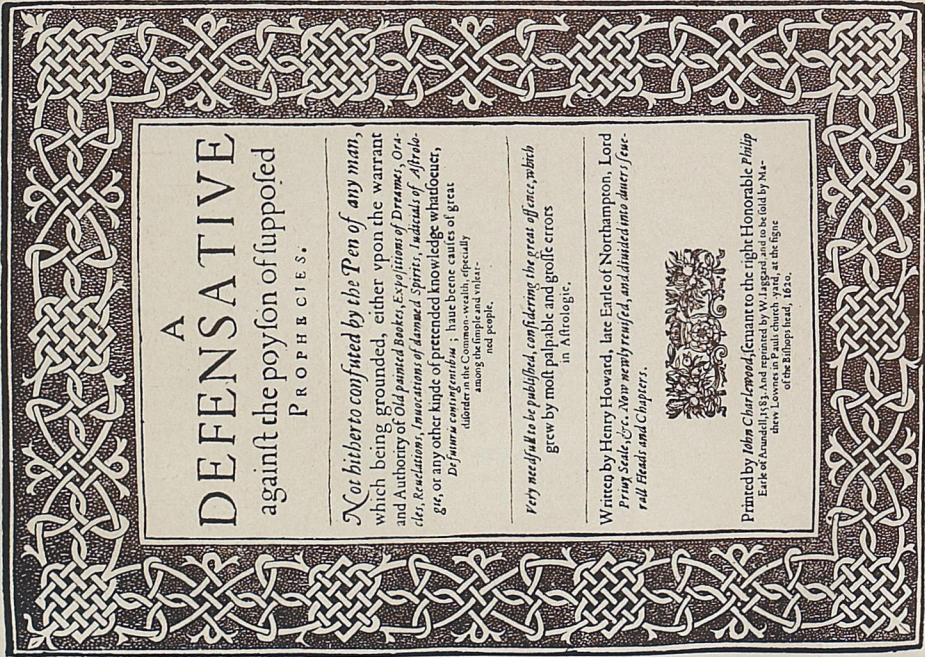 A
DEFENSATIVE
againſt the poyſon of ſuppoſed
PROPHECIES.
Not hitherto confuted by the Pen of any man,
which being grounded, either vpon the warrant
and Authority of Old painted Bookes, Expoſitions of Dreames, Ora-
cles, Reuelations, Inuocations of damned Spirits, Iudicials of Aſtrolo-
gie, or any other kinde of pretended knowledge whatſoeuer,
De futuris contingentibus ; haue beene cauſes of great
diſorder in the Common-wealth, eſpecially
among the ſimple and vnlear-
ned people,
Very needfull to be publiſhed, conſidering the great offence, which
grew by moſt palpable and groſſe errors
in Aſtrologie,
Written by Henry Howard, late Earle of Northampton, Lord
Priuy Seale, &c. Now newly reuiſed, and diuided into diuers ſeue-
rall Heads and Chapters.
Printed by Iohn Charlewood, ſeruant to the right Honorable Philip
Earle of Arundell, 1583. And reprinted by W. Iaggard, and to be ſold by Ma-
thew Lownes in Pauls church-yard, at the ſigne
of the Biſhops head, 1620.